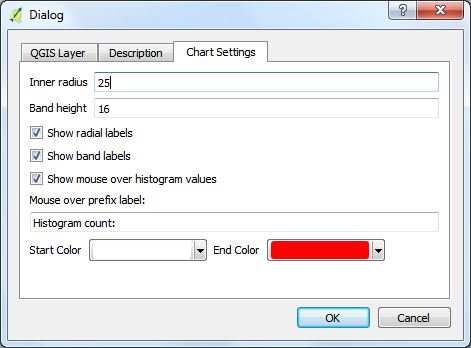 Dialog
?
QGIS Layer Description Chart Settings
Inner radius 25
Band height 16
Show radial labels
Show band labels
Show mouse over histogram values
Mouse over prefix label:
Histogram count:
Start Color End Color
OK Cancel